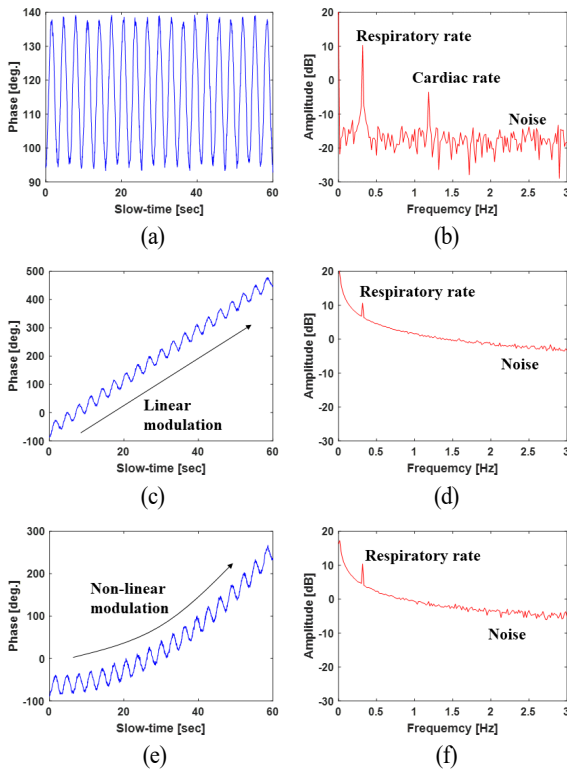 140
130
120
110
100
90
Phase [deg.]
0
20
40
60
Slow-time [sec]
(a)
20
10
0
-10
-20
-30
Amplitude [dB]
Respiratory rate
Cardiac rate
Noise
0
0.5
1
1.5
2
2.5
3
Frequemcy [Hz]
(b)
500
400
300
200
100
0
-100
Phase [deg.]
Linear
modulation
0
20
40
60
Slow-time [sec]
(c)
20
10
0
-10
-20
-30
Amplitude [dB]
Respiratory rate
Noise
0
0.5
1
1.5
2
2.5
3
Frequemcy [Hz]
(d)
300
200
100
0
-100
Phase [deg.]
Non-linear
modulation
0
20
40
60
Slow-time [sec]
(e)
20
10
0
-10
-20
-30
Amplitude [dB]
Respiratory rate
Noise
0
0.5
1
1.5
2
2.5
3
Frequemcy [Hz]
(f)